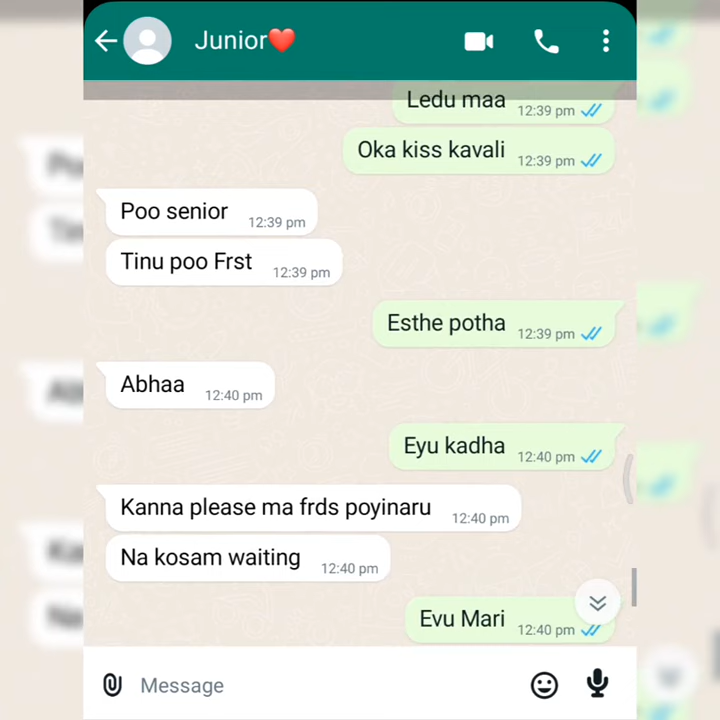 Junior❤️
Ledu maa 12:39 pm
Oka kiss kavali 12:39 pm
Poo senior 12:39 pm
Tinu poo Frst 12:39 pm
Esthe potha 12:39 pm
Abhaa 12:40 pm
Eyu kadha 12:40 pm
Kanna please ma frds poyinaru 12:40 pm
Na kosam waiting 12:40 pm
Evu Mari 12:40 pm
Message